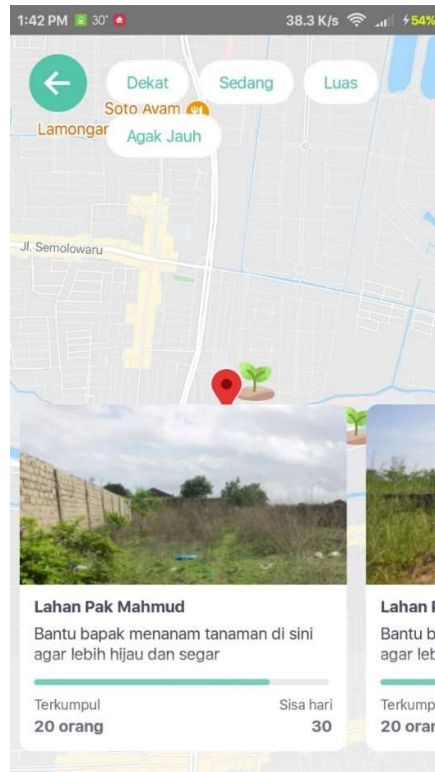 1:42 PM 30° 38.3 K/s 54%
Dekat Sedang Luas
Soto Ayam
Lamongan
Agak Jauh
Jl. Semolowaru
Lahan Pak Mahmud
Bantu bapak menanam tanaman di sini
agar lebih hijau dan segar
Terkumpul Sisa hari
20 orang 30
Lahan
Bantu b
agar leb
Terkump
20 oran